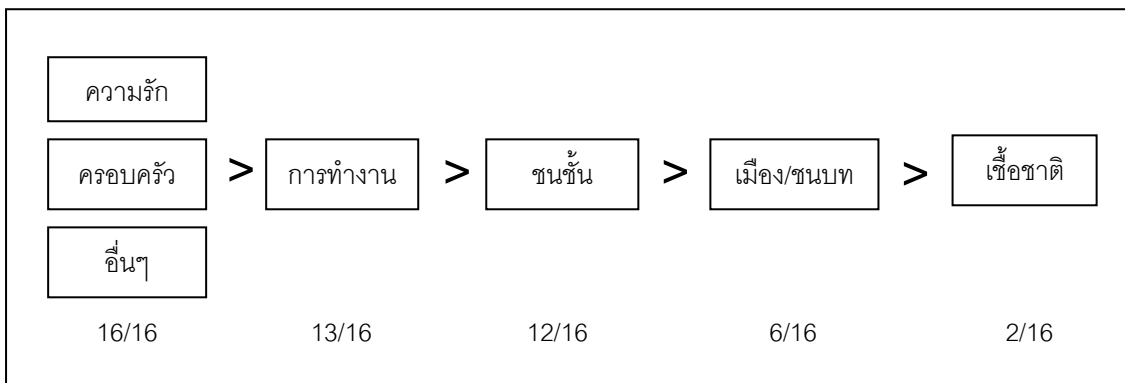 ความรัก
ครอบครัว > การทำงาน > ชนชั้น > เมือง/ชนบท > เชื้อชาติ
อื่นๆ
16/16 13/16 12/16 6/16 2/16